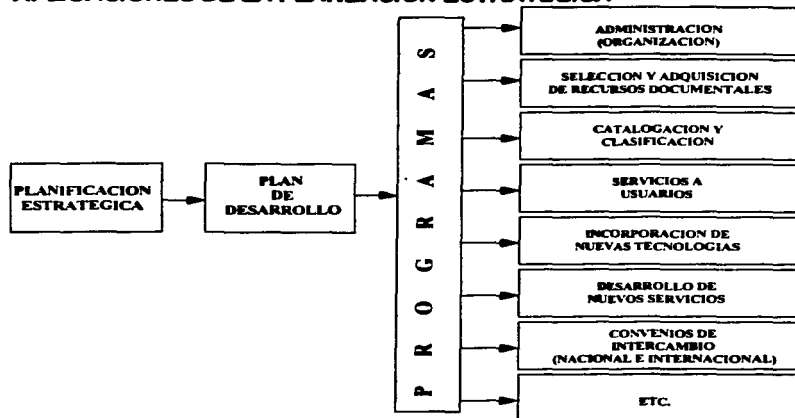 PLANIFICACION
ESTRATEGICA
PLAN
DE
DESARROLLO
PROGRAMAS
ADMINISTRACION
(ORGANIZACION)
SELECCION Y ADQUISICION
DE RECURSOS DOCUMENTALES
CATALOGACION Y
CLASIFICACION
SERVICIOS A
USUARIOS
INCORPORACION DE
NUEVAS TECNOLOGIAS
DESARROLLO DE
NUEVOS SERVICIOS
CONVENIOS DE
INTERCAMBIO
(NACIONAL E INTERNACIONAL)
ETC.